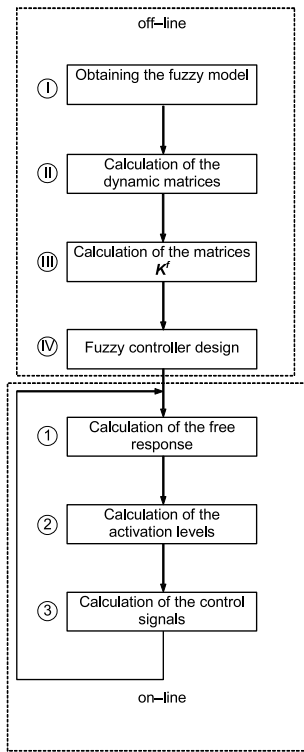 off–line
I
Obtaining the fuzzy model
II
Calculation of the
dynamic matrices
III
Calculation of the matrices
K^f
IV
Fuzzy controller design
1
Calculation of the free
response
2
Calculation of the
activation levels
3
Calculation of the control
signals
on–line